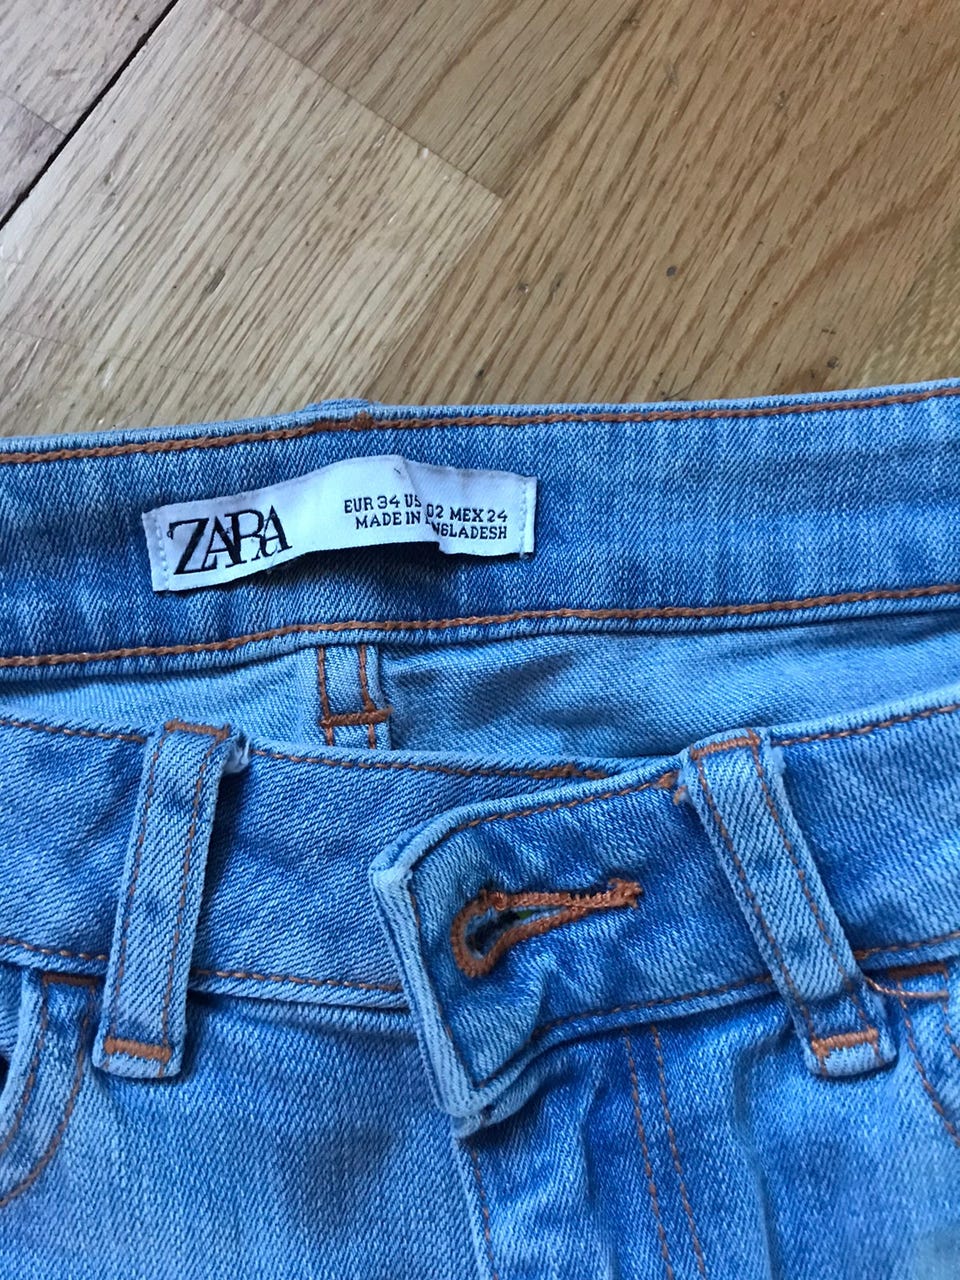 ZARA
EUR 34 US 02 MEX 24
MADE IN BANGLADESH